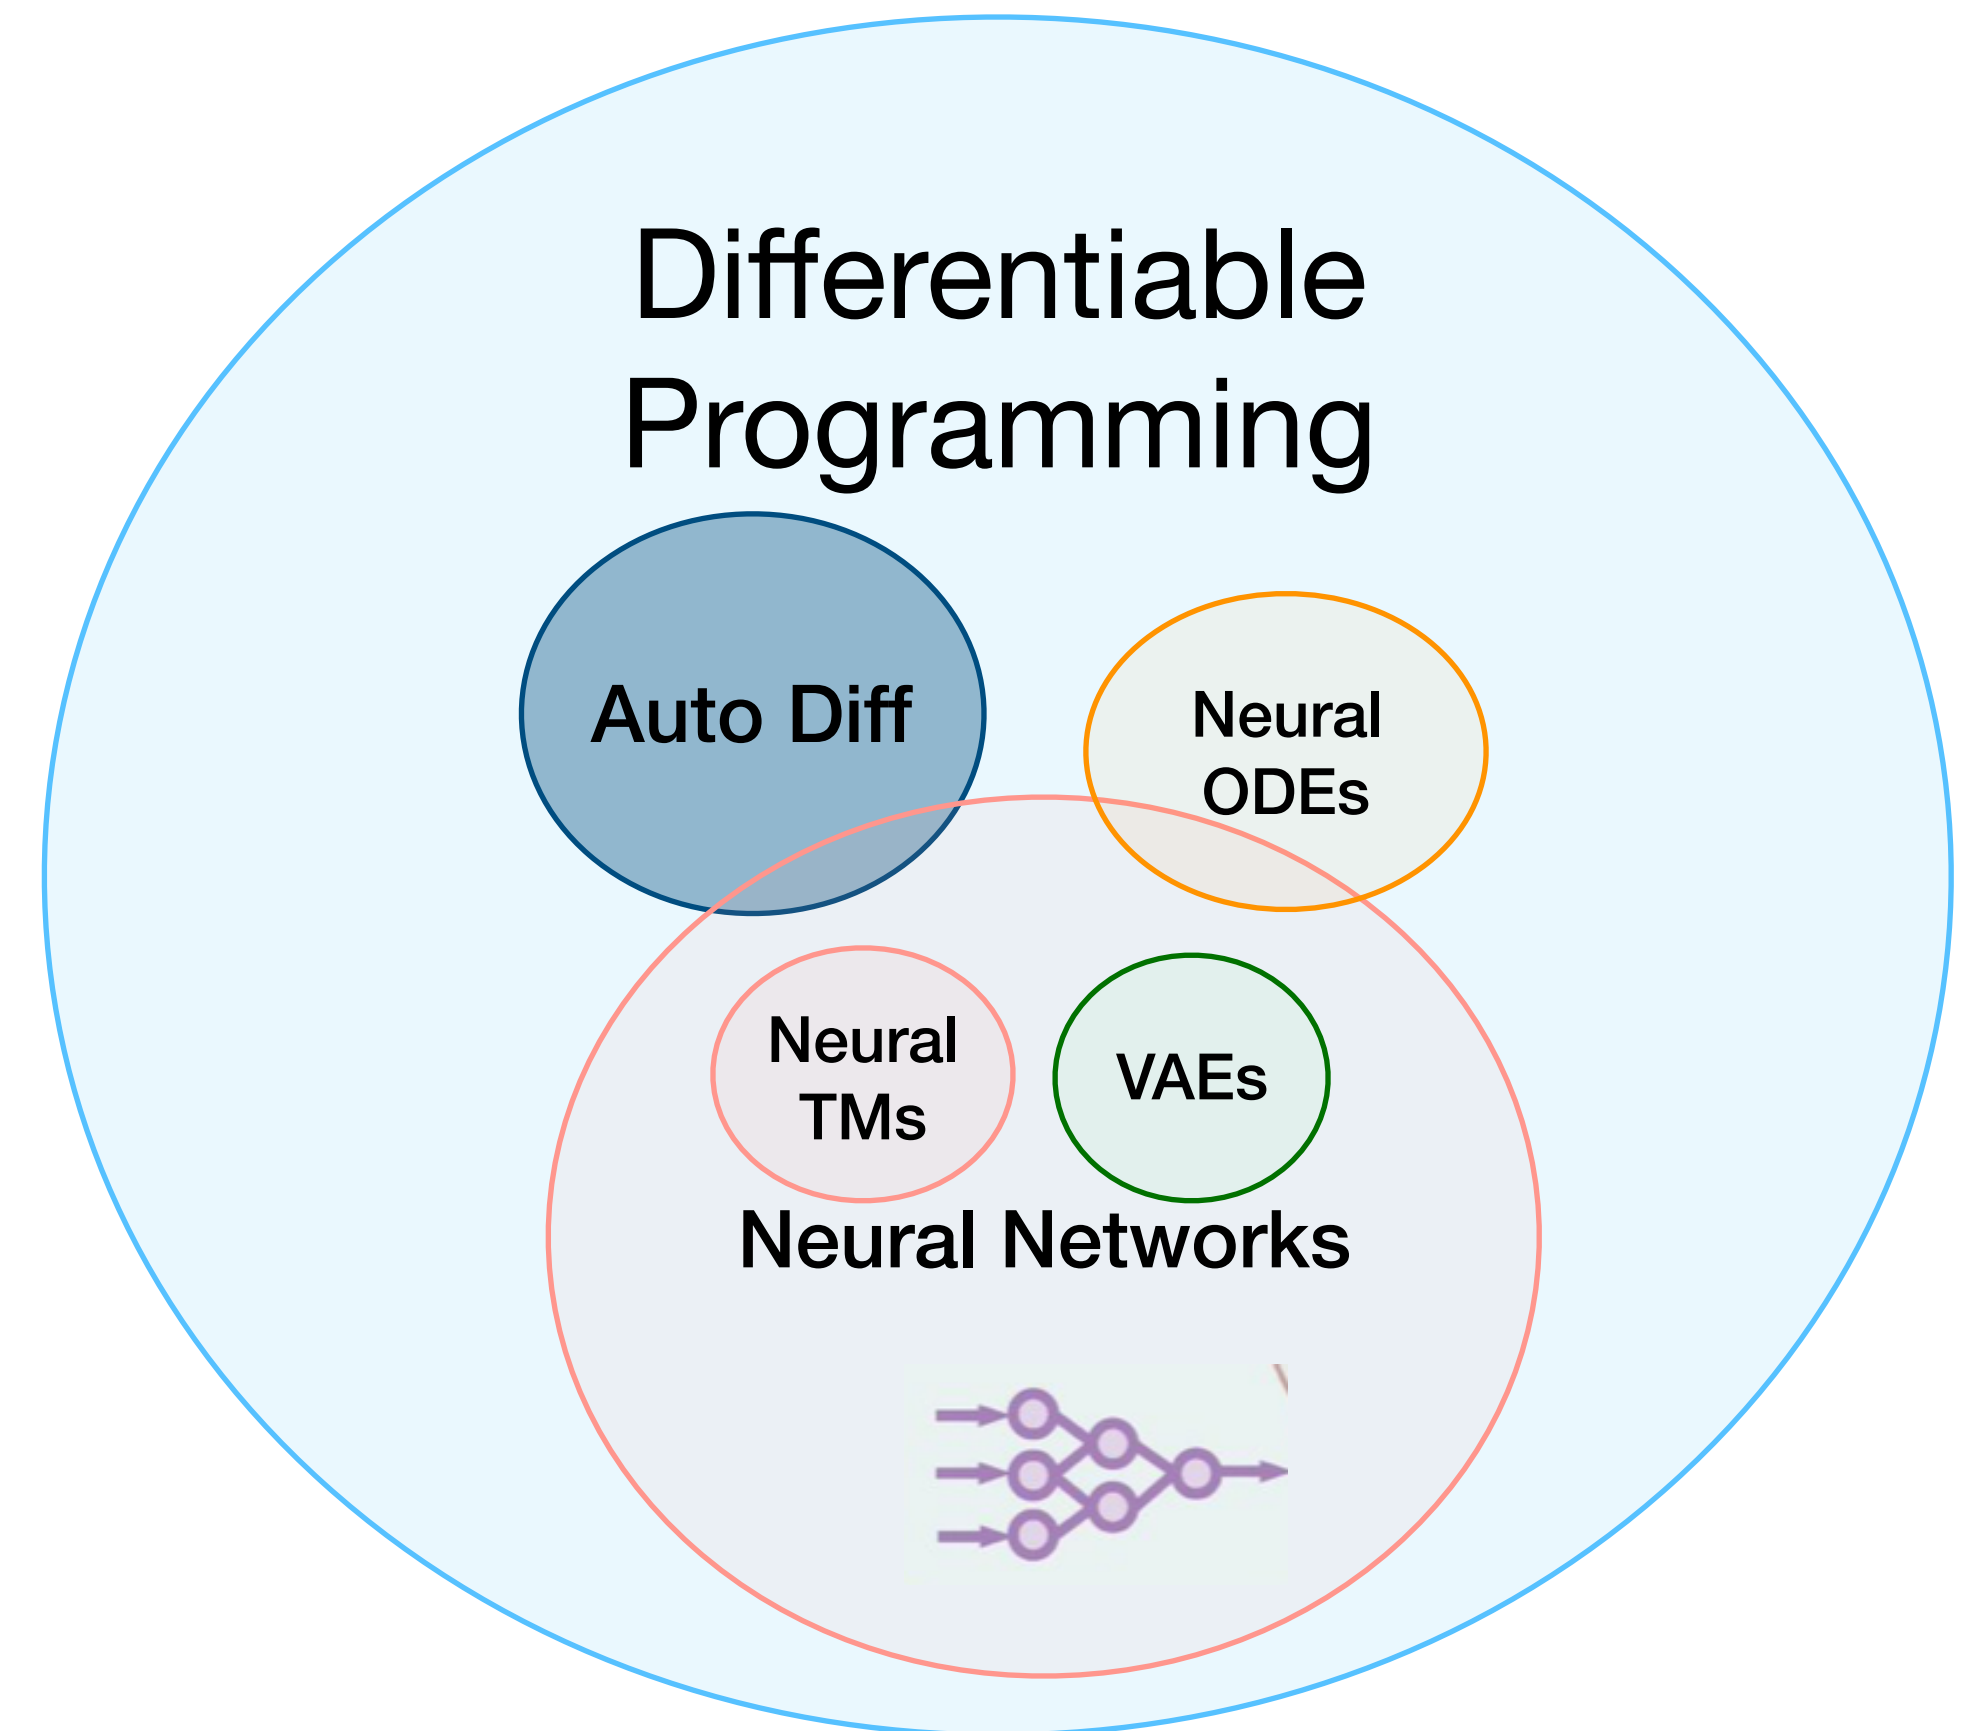 Differentiable
Programming
Auto Diff
Neural
ODEs
Neural
TMs
VAEs
Neural Networks